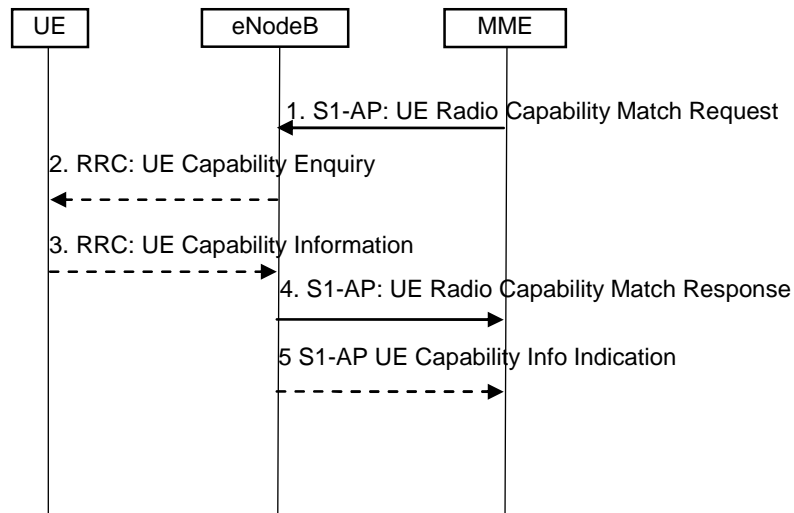 UE
eNodeB
MME
1. S1-AP: UE Radio Capability Match Request
2. RRC: UE Capability Enquiry
3. RRC: UE Capability Information
4. S1-AP: UE Radio Capability Match Response
5 S1-AP UE Capability Info Indication